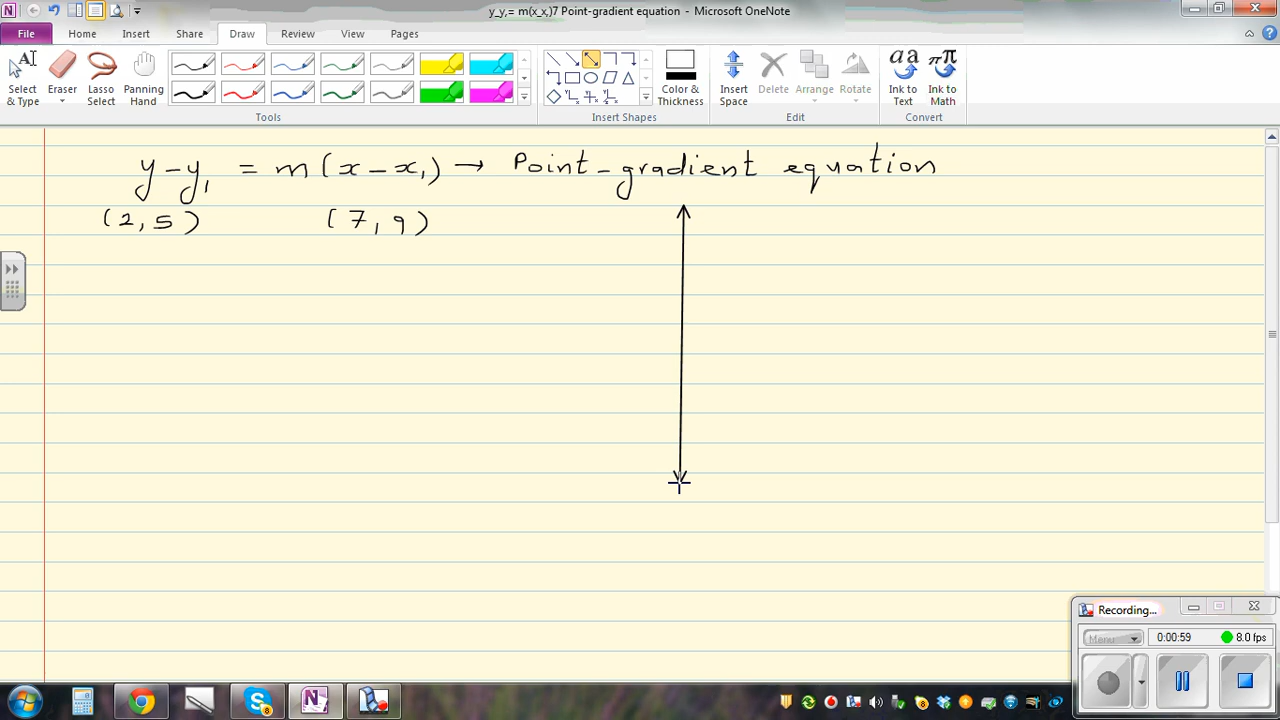 y_y,= m(x_x,)7 Point-gradient equation - Microsoft OneNote
File Home Insert Share Draw Review View Pages
Select & Type Eraser Lasso Select Panning Hand Color & Thickness Insert Space Delete Arrange Rotate Ink to Text Ink to Math
Tools Insert Shapes Edit Convert
y - y₁ = m(x - x₁) → Point-gradient equation
(2, 5) (7, 9)
Recording...
Menu 0:00:59 8.0 fps